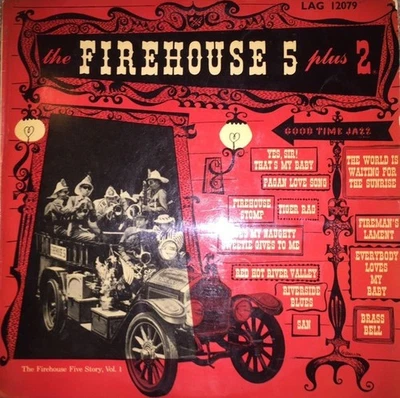 LAG 12079
the FIREHOUSE 5 plus 2
GOOD TIME JAZZ
YES, SIR!
THAT'S MY BABY
PAGAN LOVE SONG
FIREHOUSE
STOMP
TIGER RAG
MY NAUGHTY
SWEETIE GIVES TO ME
RED HOT RIVER VALLEY
RIVERSIDE
BLUES
SAN
THE WORLD IS
WAITING FOR
THE SUNRISE
FIREMAN'S
LAMENT
EVERYBODY
LOVES
MY
BABY
BRASS
BELL
The Firehouse Five Story, Vol. 1